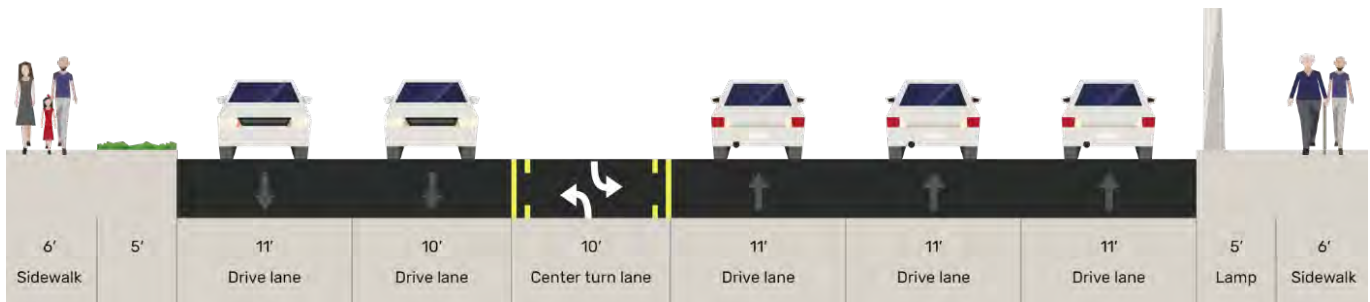 6’ 5’ 11’ 10’ 10’ 11’ 11’ 11’ 5’ 6’
Sidewalk Drive lane Drive lane Center turn lane Drive lane Drive lane Drive lane Lamp Sidewalk